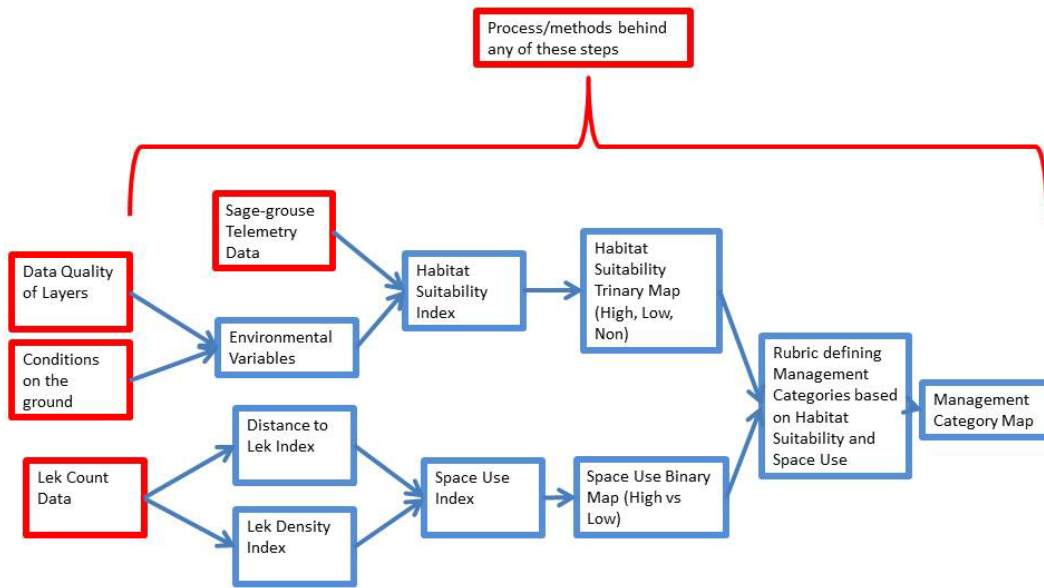 Process/methods behind
any of these steps
Sage-grouse
Telemetry
Data
Data Quality
of Layers
Conditions
on the
ground
Environmental
Variables
Habitat
Suitability
Index
Habitat
Suitability
Trinary Map
(High, Low,
Non)
Lek Count
Data
Distance to
Lek Index
Lek Density
Index
Space Use
Index
Space Use Binary
Map (High vs
Low)
Rubric defining
Management
Categories based
on Habitat
Suitability and
Space Use
Management
Category Map